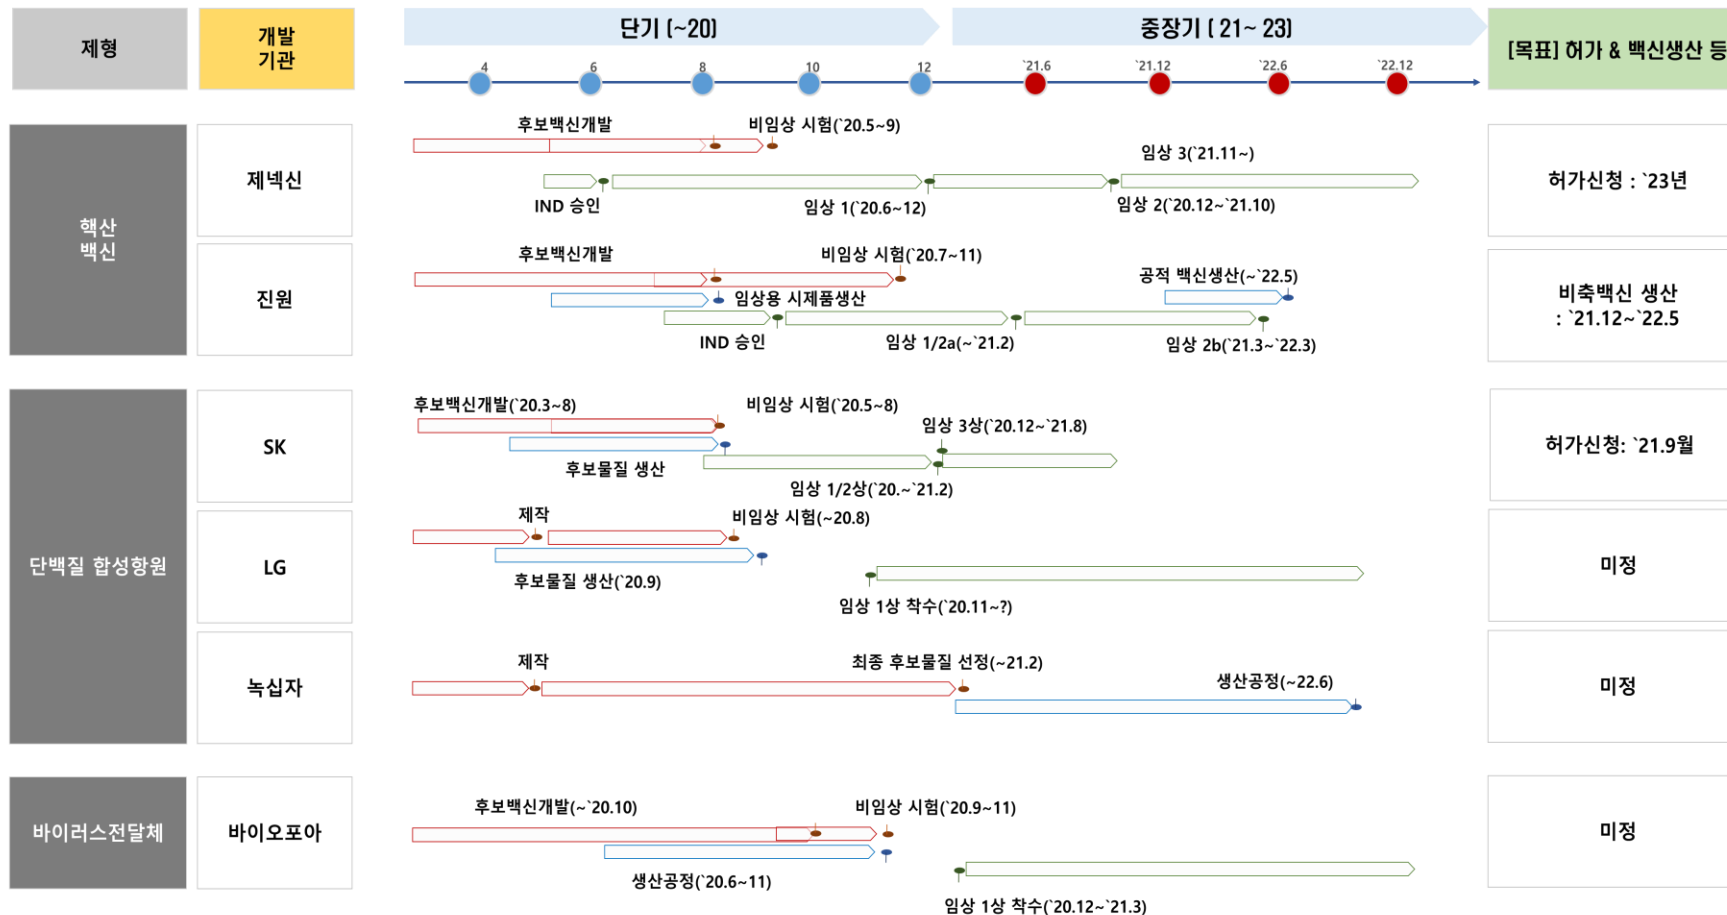 제형
개발
기관
단기 (~20)
중장기 ( 21~ 23)
[목표] 허가 & 백신생산 등
4
6
8
10
12
`21.6
`21.12
`22.6
`22.12
핵산
백신
제넥신
후보백신개발
비임상 시험(`20.5~9)
임상 3(`21.11~)
IND 승인
임상 1(`20.6~12)
임상 2(`20.12~`21.10)
허가신청 : `23년
진원
후보백신개발
비임상 시험(`20.7~11)
공적 백신생산(~`22.5)
임상용 시제품생산
IND 승인
임상 1/2a(~`21.2)
임상 2b(`21.3~`22.3)
비축백신 생산
: `21.12~`22.5
단백질 합성항원
SK
후보백신개발(`20.3~8)
비임상 시험(`20.5~8)
임상 3상(`20.12~`21.8)
후보물질 생산
임상 1/2상(`20.~`21.2)
허가신청: `21.9월
LG
제작
비임상 시험(~20.8)
후보물질 생산(`20.9)
임상 1상 착수(`20.11~?)
미정
녹십자
제작
최종 후보물질 선정(~21.2)
생산공정(~22.6)
미정
바이러스전달체
바이오포아
후보백신개발(~`20.10)
비임상 시험(`20.9~11)
생산공정(`20.6~11)
임상 1상 착수(`20.12~`21.3)
미정